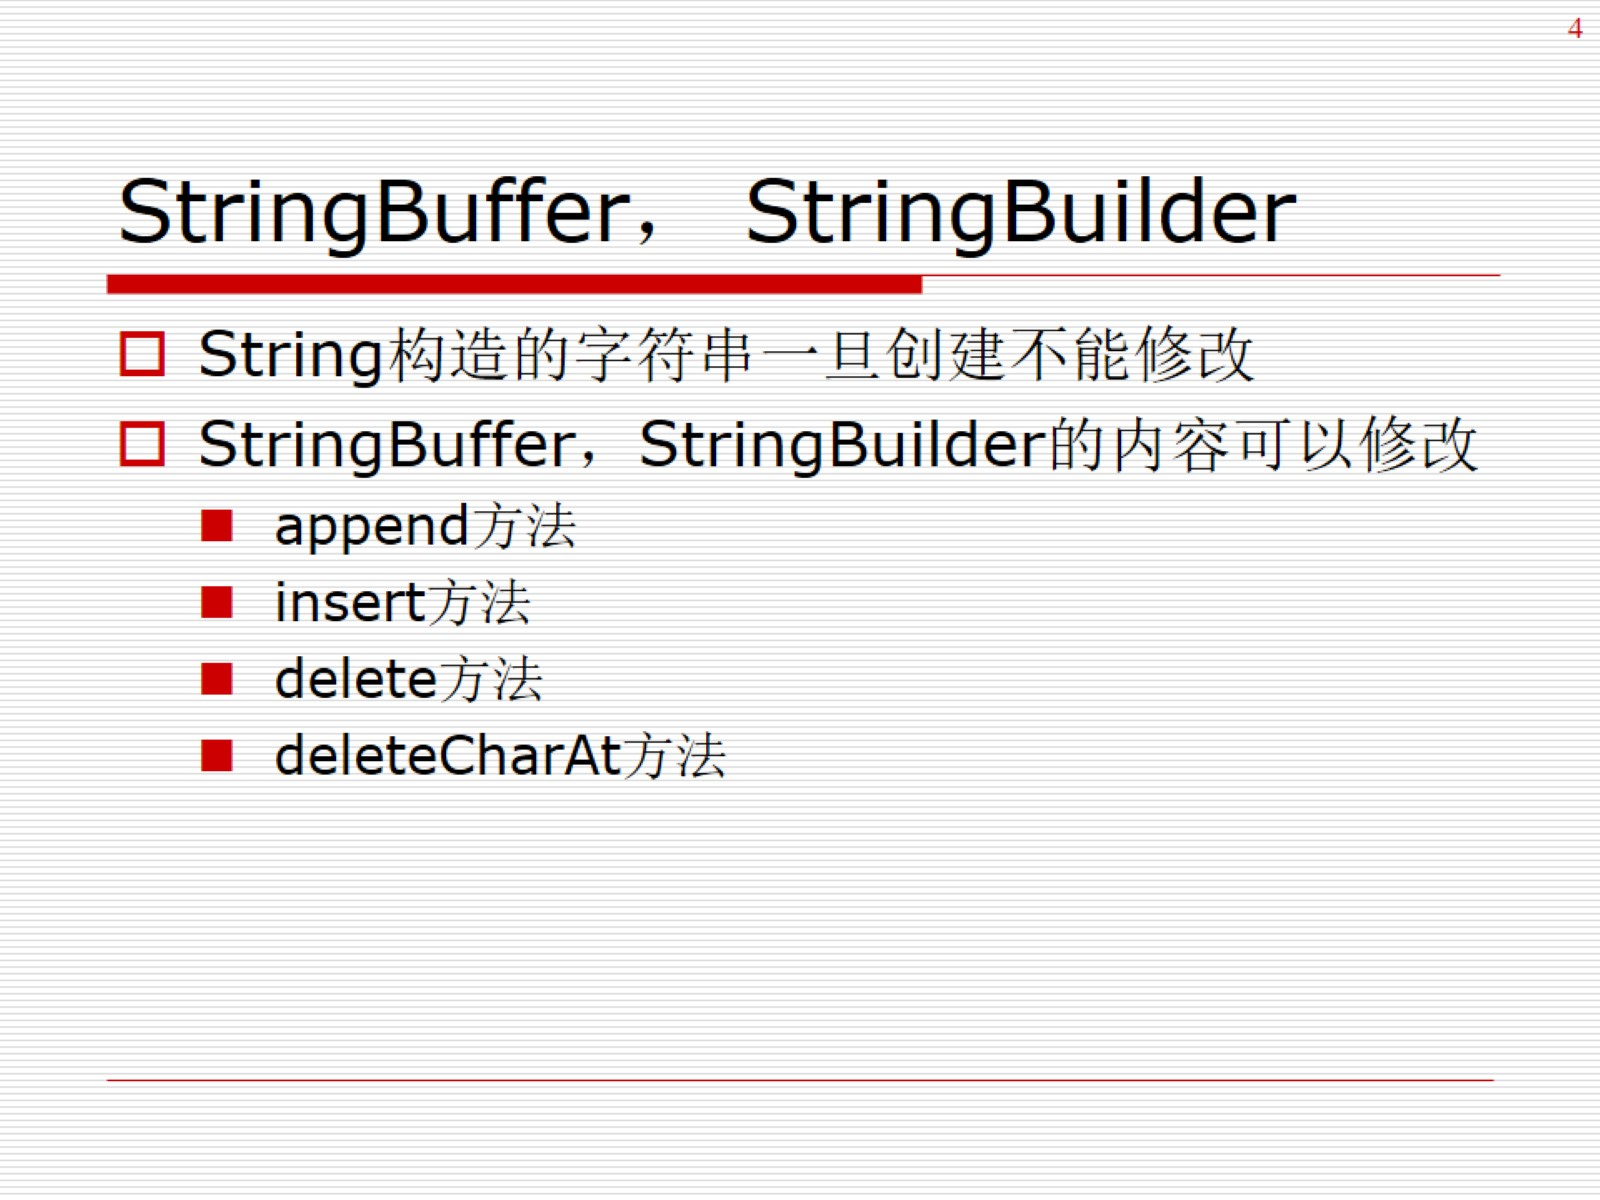 4
StringBuffer， StringBuilder
String构造的字符串一旦创建不能修改
StringBuffer，StringBuilder的内容可以修改
append方法
insert方法
delete方法
deleteCharAt方法